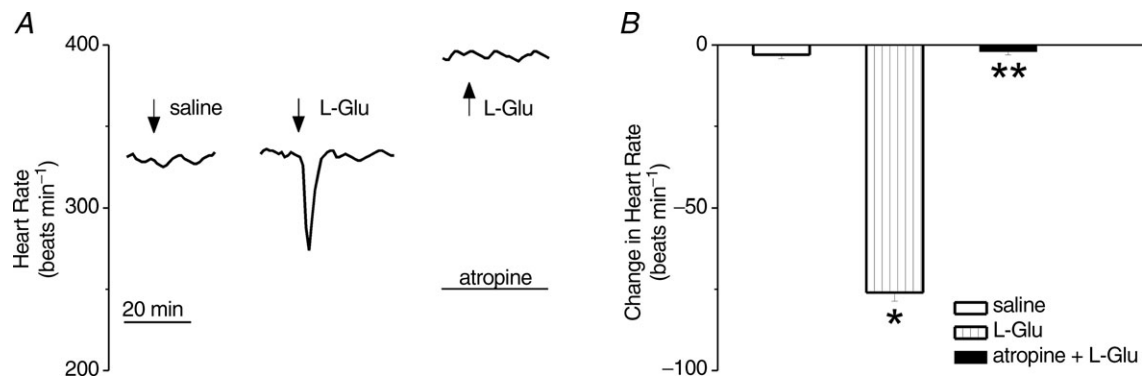 A
400
300
200
Heart Rate
(beats min−1)
saline
L-Glu
L-Glu
atropine
20 min
B
0
−50
−100
Change in Heart Rate
(beats min−1)
*
**
saline
L-Glu
atropine + L-Glu